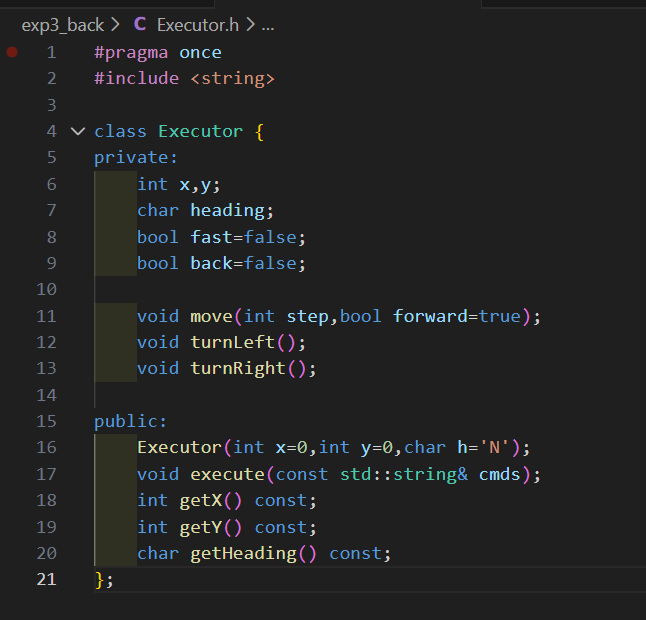 exp3_back > C Executor.h > ...
1 #pragma once
2 #include <string>
3
4 class Executor {
5 private:
6     int x,y;
7     char heading;
8     bool fast=false;
9     bool back=false;
10
11     void move(int step,bool forward=true);
12     void turnLeft();
13     void turnRight();
14
15 public:
16     Executor(int x=0,int y=0,char h='N');
17     void execute(const std::string& cmds);
18     int getX() const;
19     int getY() const;
20     char getHeading() const;
21 };